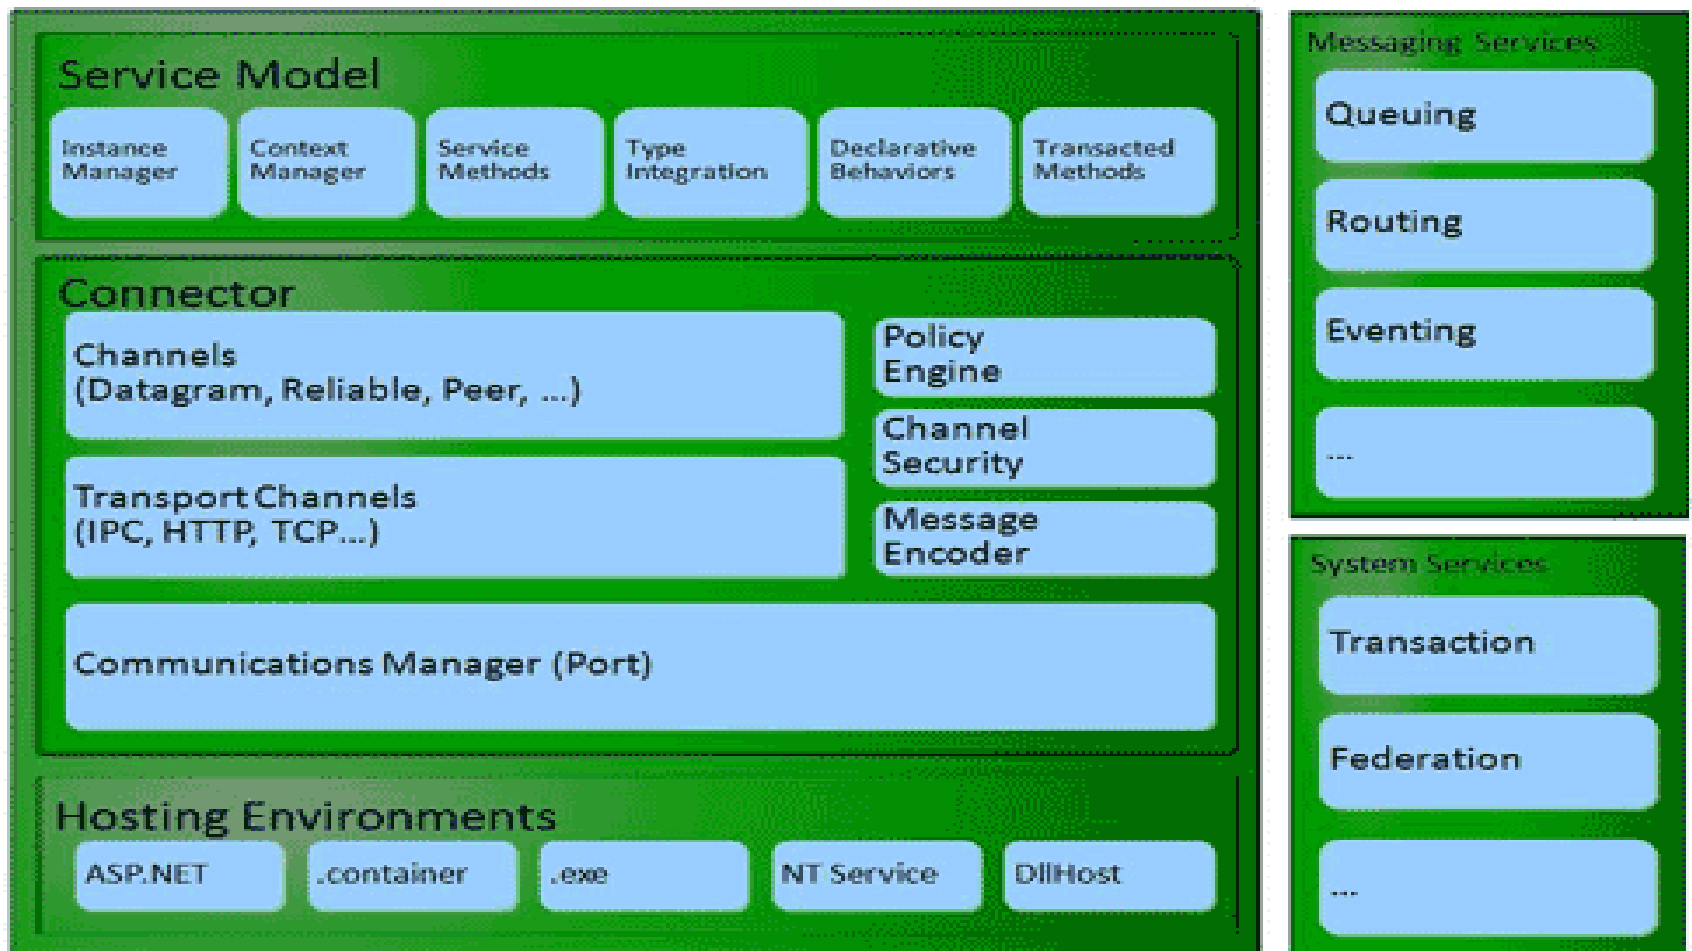 Service Model
Instance
Manager
Context
Manager
Service
Methods
Type
Integration
Declarative
Behaviors
Transacted
Methods
Connector
Channels
(Datagram, Reliable, Peer, ...)
Transport Channels
(IPC, HTTP, TCP...)
Policy
Engine
Channel
Security
Message
Encoder
Communications Manager (Port)
Hosting Environments
ASP.NET
.container
.exe
NT Service
DllHost
Messaging Services
Queuing
Routing
Eventing
...
System Services
Transaction
Federation
...